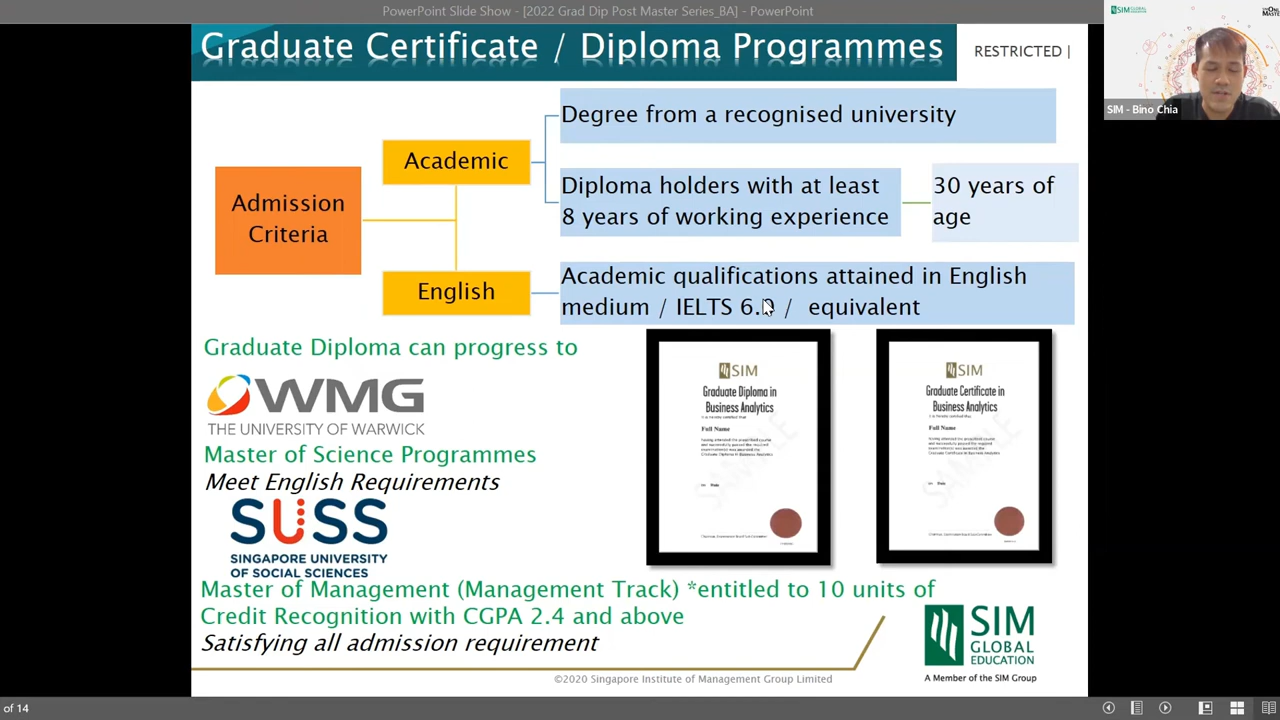 PowerPoint Slide Show - [2022 Grad Dip Post Master Series_BA] - PowerPoint
Graduate Certificate / Diploma Programmes
RESTRICTED |
SIM GLOBAL
EDUCATION
SIM - Bino Chia
Admission
Criteria
Academic
Degree from a recognised university
Diploma holders with at least
8 years of working experience
30 years of
age
English
Academic qualifications attained in English
medium / IELTS 6.0 / equivalent
Graduate Diploma can progress to
WMG
THE UNIVERSITY OF WARWICK
Master of Science Programmes
Meet English Requirements
SUSS
SINGAPORE UNIVERSITY
OF SOCIAL SCIENCES
SIM
Graduate Diploma in
Business Analytics
Full Name
SIM
Graduate Certificate in
Business Analytics
Full Name
Master of Management (Management Track) *entitled to 10 units of
Credit Recognition with CGPA 2.4 and above
Satisfying all admission requirement
SIM
GLOBAL
EDUCATION
A Member of the SIM Group
©2020 Singapore Institute of Management Group Limited
of 14